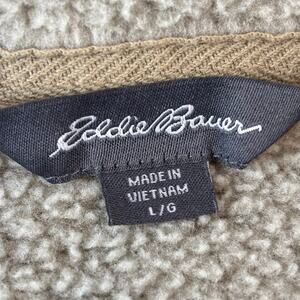 Eddie Bauer
MADE IN
VIETNAM
L/G